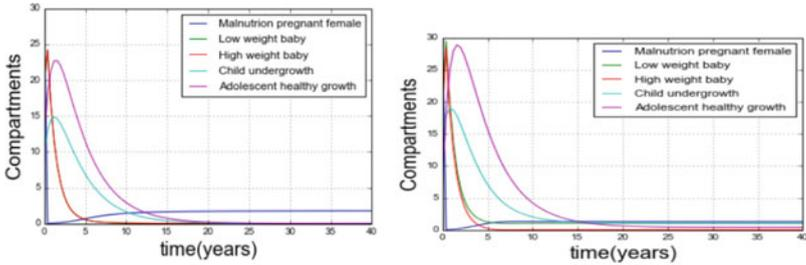 30
25
20
15
10
5
0
Compartments
Malnutrion pregnant female
Low weight baby
High weight baby
Child undergrowth
Adolescent healthy growth
0 5 10 15 20 25 30 35 40
time(years)
30
25
20
15
10
5
0
Compartments
Malnutrion pregnant female
Low weight baby
High weight baby
Child undergrowth
Adolescent healthy growth
0 5 10 15 20 25 30 35 40
time(years)